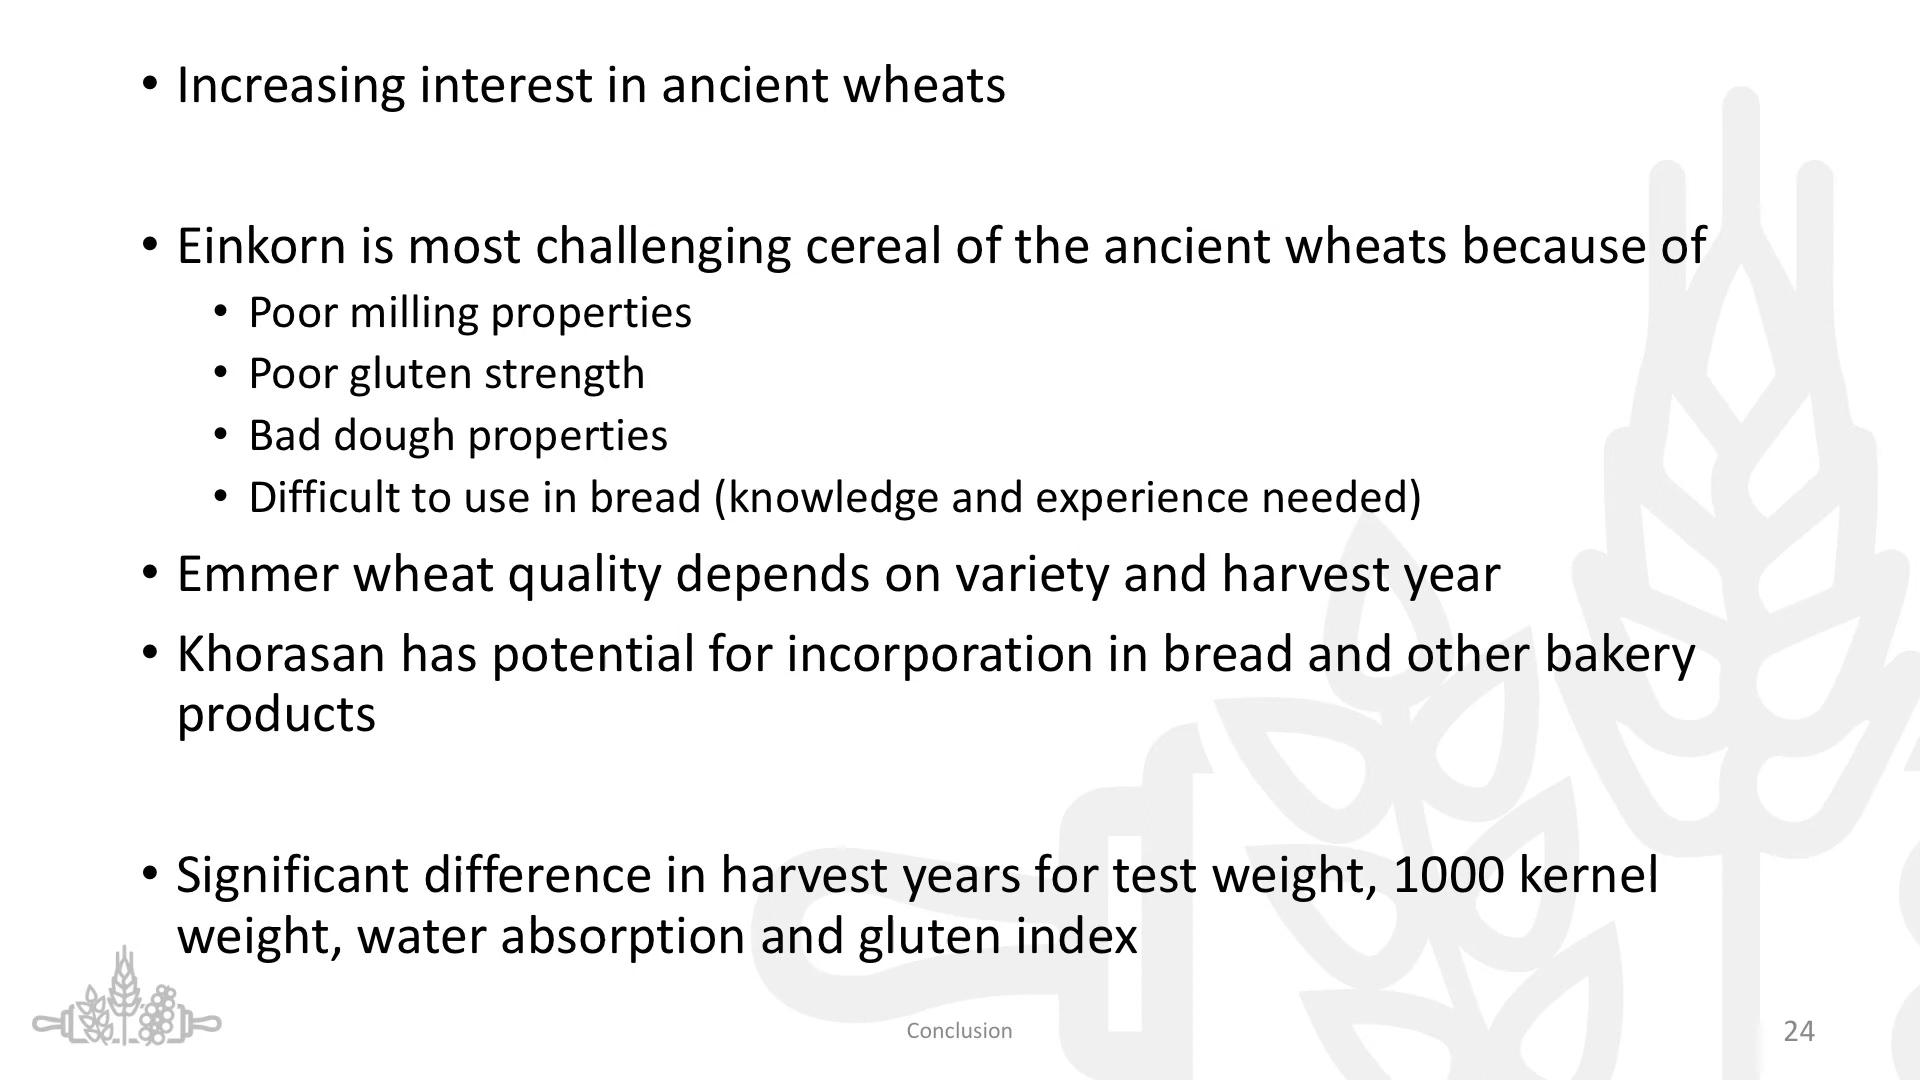 • Increasing interest in ancient wheats
• Einkorn is most challenging cereal of the ancient wheats because of
• Poor milling properties
• Poor gluten strength
• Bad dough properties
• Difficult to use in bread (knowledge and experience needed)
• Emmer wheat quality depends on variety and harvest year
• Khorasan has potential for incorporation in bread and other bakery
products
• Significant difference in harvest years for test weight, 1000 kernel
weight, water absorption and gluten index
Conclusion
24